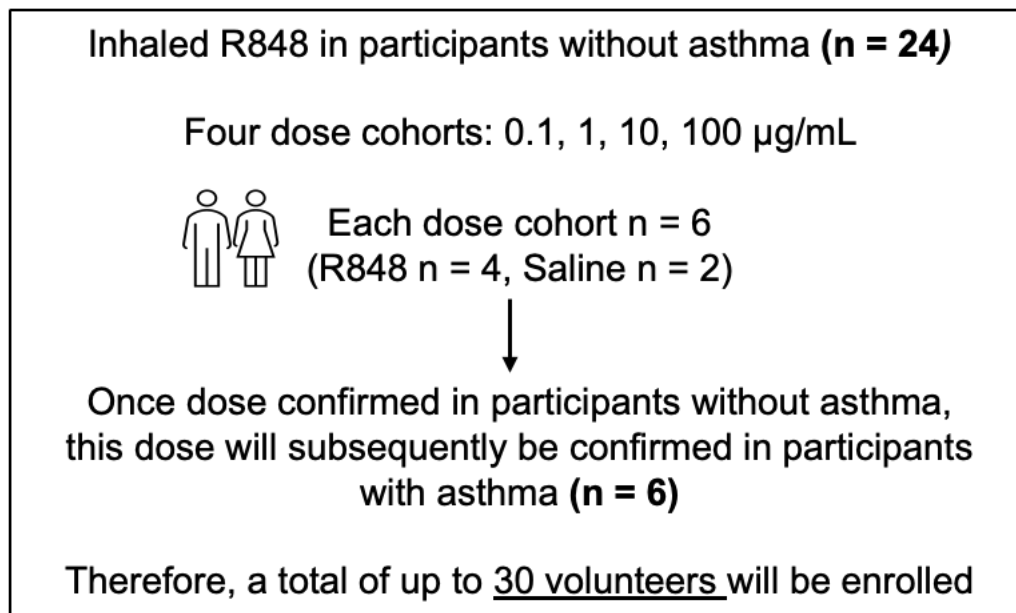 Inhaled R848 in participants without asthma (n = 24)
Four dose cohorts: 0.1, 1, 10, 100 µg/mL
Each dose cohort n = 6
(R848 n = 4, Saline n = 2)
Once dose confirmed in participants without asthma,
this dose will subsequently be confirmed in participants
with asthma (n = 6)
Therefore, a total of up to 30 volunteers will be enrolled